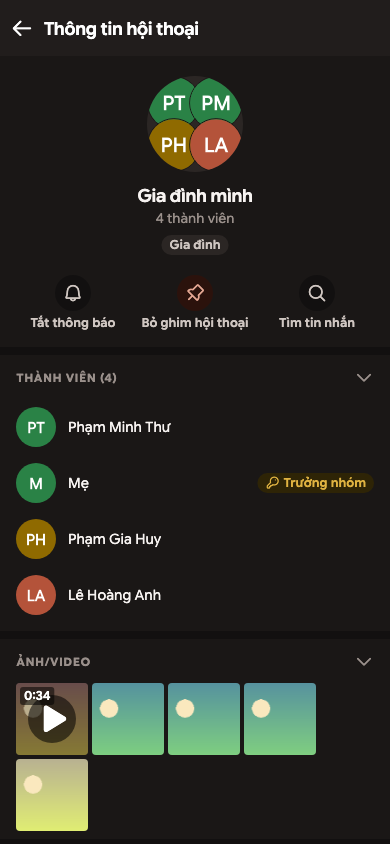 Thông tin hội thoại
PT PM
PH LA
Gia đình mình
4 thành viên
Gia đình
Tắt thông báo
Bỏ ghim hội thoại
Tìm tin nhắn
THÀNH VIÊN (4)
PT Phạm Minh Thư
M Mẹ Trưởng nhóm
PH Phạm Gia Huy
LA Lê Hoàng Anh
ẢNH/VIDEO
0:34